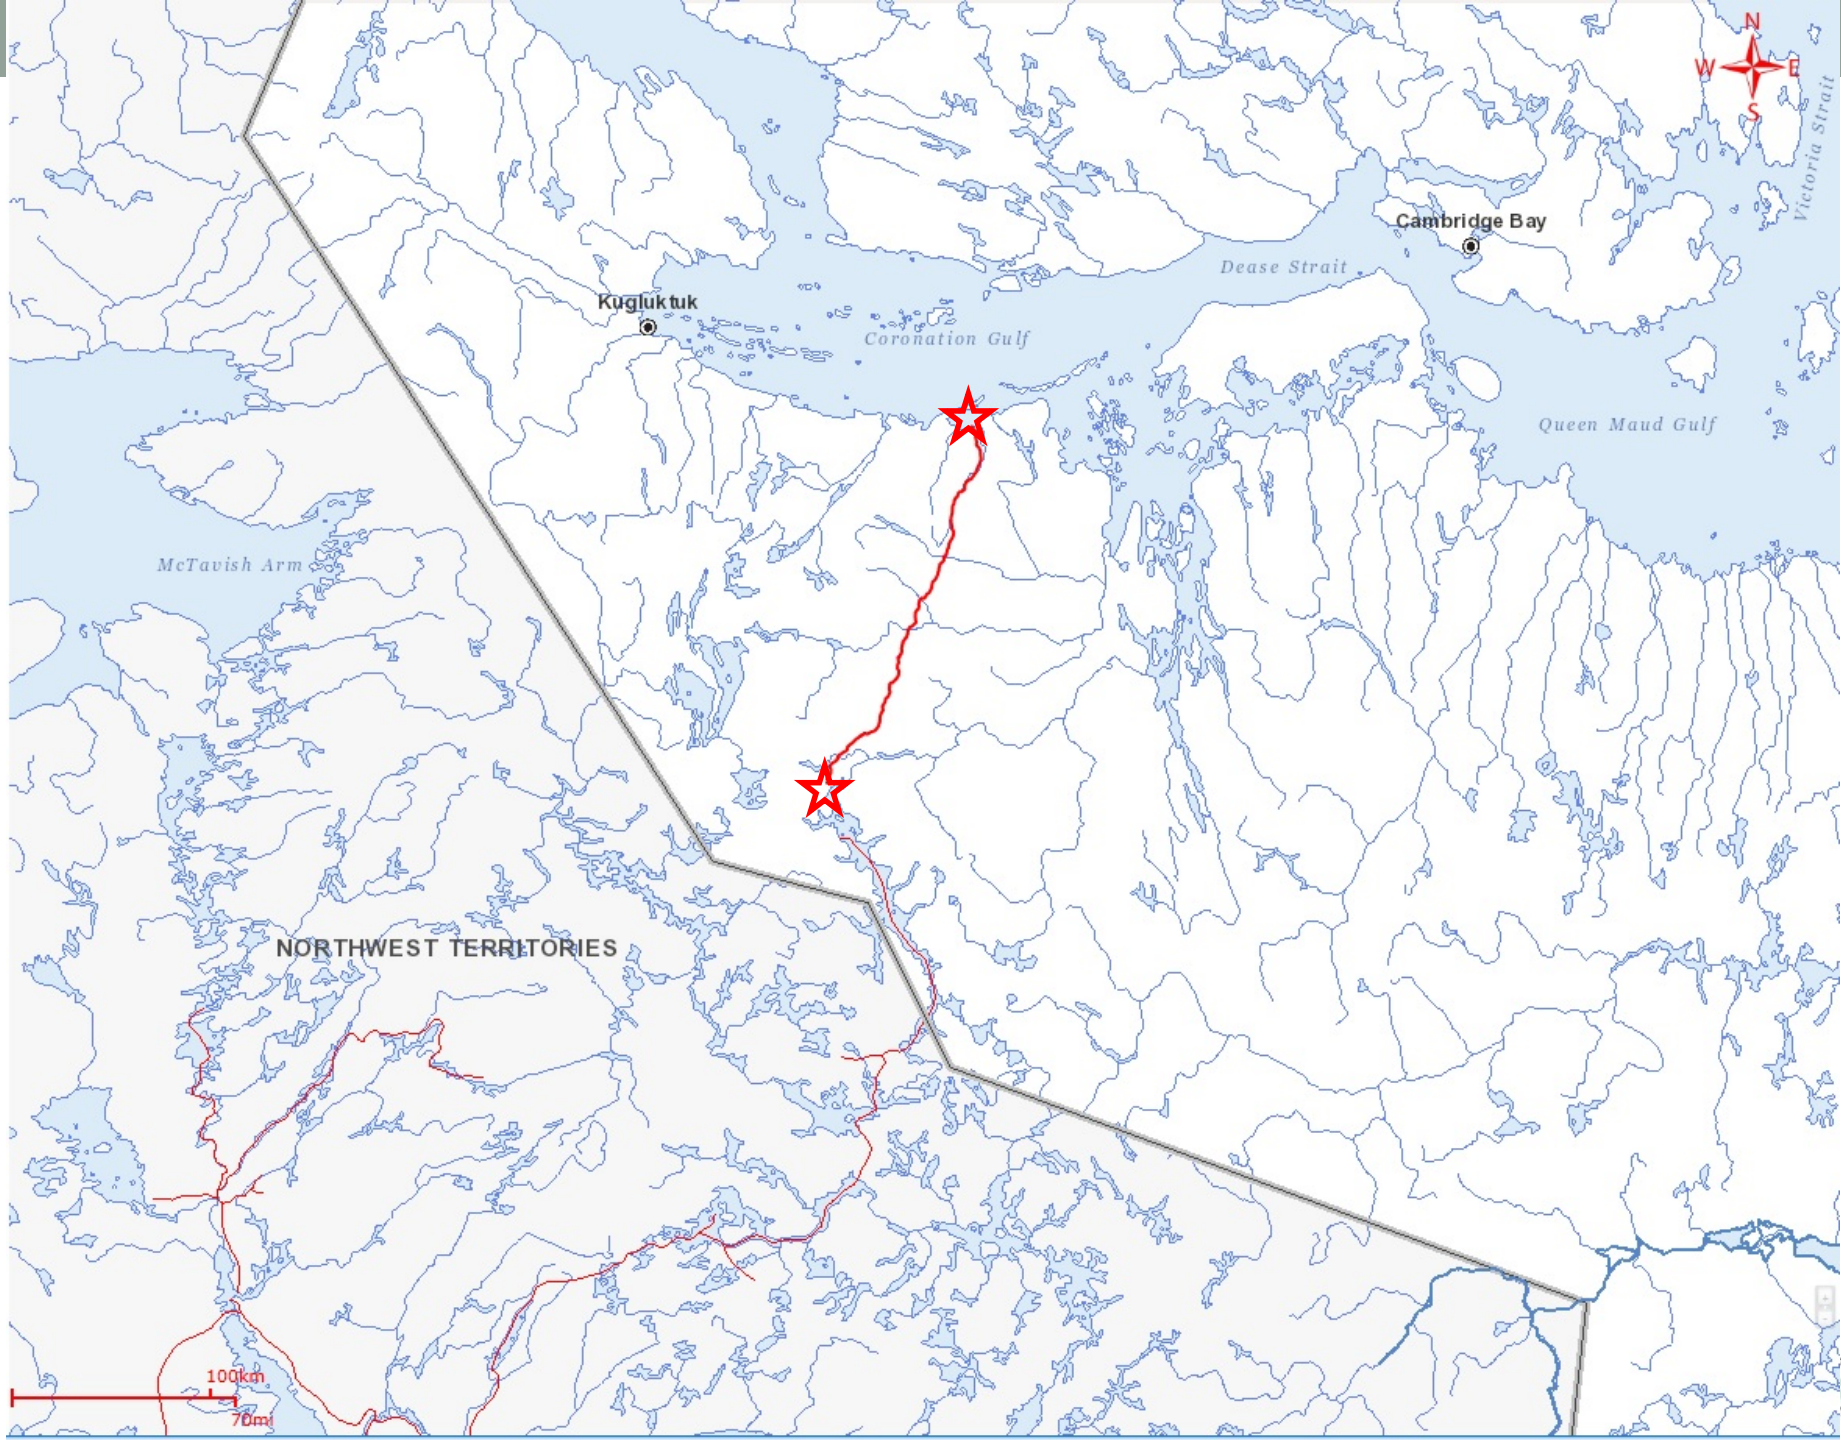 N
W E
S
Victoria Strait
Cambridge Bay
Dease Strait
Kugluktuk
Coronation Gulf
Queen Maud Gulf
McTavish Arm
NORTHWEST TERRITORIES
100km
70mi